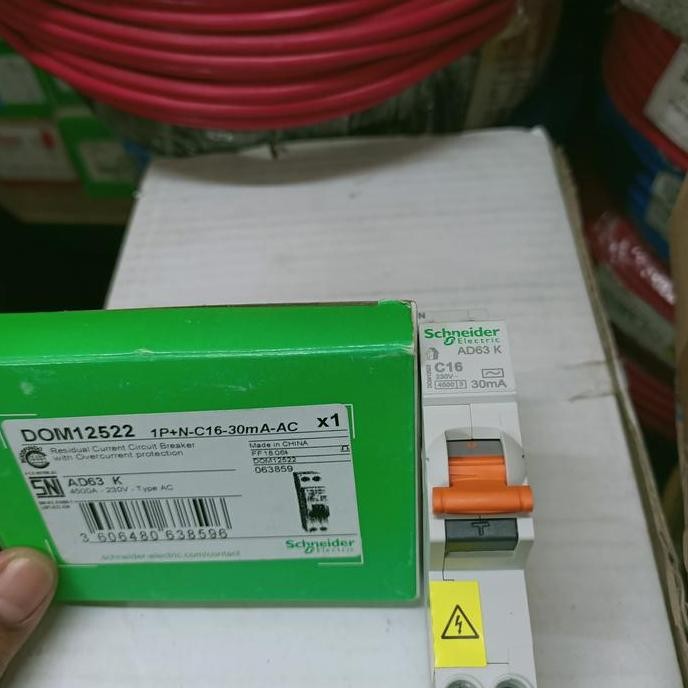 DOM12522 1P+N-C16-30mA-AC x1
Residual Current Circuit Breaker
with Overcurrent protection
Made in CHINA
DOM12522
063859
SNI
AD63 K
4500A - 230V - Type AC
3 606480 638596
Schneider
Electric
schneider-electric.com/contact
N
Schneider
Electric
AD63 K
C16
230V~
4500 3
30mA
T